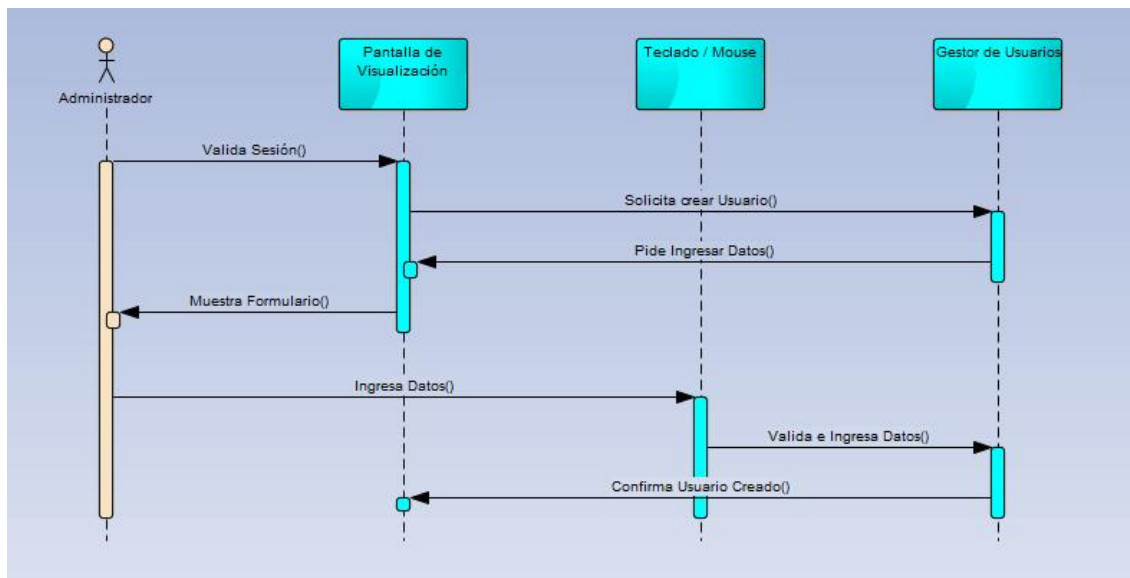 Pantalla de
Visualización
Teclado / Mouse
Gestor de Usuarios
Administrador
Valida Sesión()
Solicita crear Usuario()
Pide Ingresar Datos()
Muestra Formulario()
Ingresa Datos()
Valida e Ingresa Datos()
Confirma Usuario Creado()